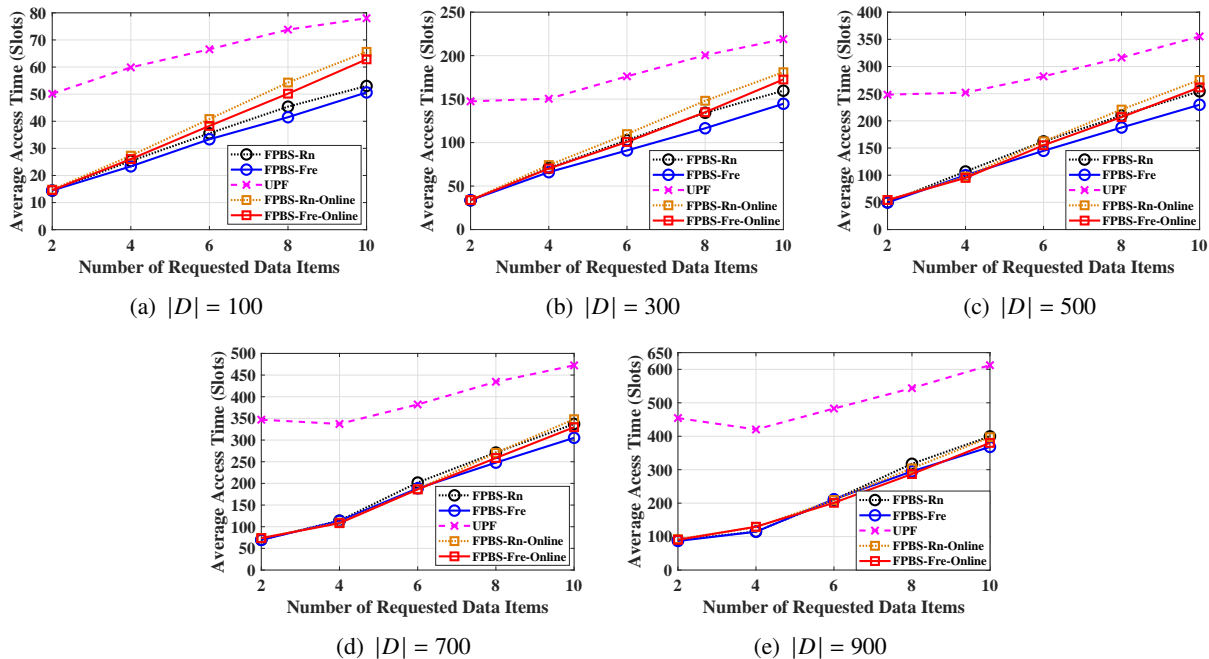 Average Access Time (Slots)
80
70
60
50
40
30
20
10
0
FPBS-Rn
FPBS-Fre
UPF
FPBS-Rn-Online
FPBS-Fre-Online
2 4 6 8 10
Number of Requested Data Items
(a) |D| = 100
Average Access Time (Slots)
250
200
150
100
50
0
FPBS-Rn
FPBS-Fre
UPF
FPBS-Rn-Online
FPBS-Fre-Online
2 4 6 8 10
Number of Requested Data Items
(b) |D| = 300
Average Access Time (Slots)
400
350
300
250
200
150
100
50
0
FPBS-Rn
FPBS-Fre
UPF
FPBS-Rn-Online
FPBS-Fre-Online
2 4 6 8 10
Number of Requested Data Items
(c) |D| = 500
Average Access Time (Slots)
500
450
400
350
300
250
200
150
100
50
0
FPBS-Rn
FPBS-Fre
UPF
FPBS-Rn-Online
FPBS-Fre-Online
2 4 6 8 10
Number of Requested Data Items
(d) |D| = 700
Average Access Time (Slots)
650
500
400
300
200
100
0
FPBS-Rn
FPBS-Fre
UPF
FPBS-Rn-Online
FPBS-Fre-Online
2 4 6 8 10
Number of Requested Data Items
(e) |D| = 900